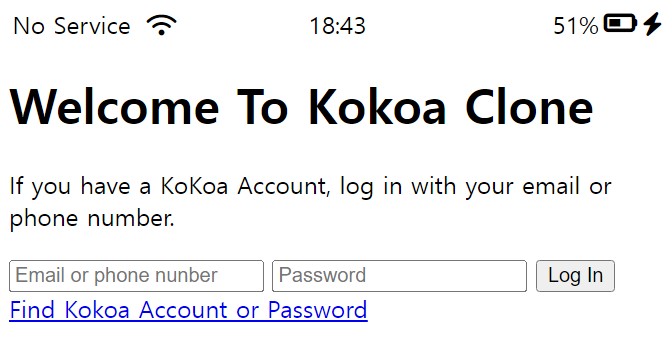 No Service 18:43 51%
Welcome To Kokoa Clone
If you have a KoKoa Account, log in with your email or
phone number.
Email or phone nunber Password Log In
Find Kokoa Account or Password